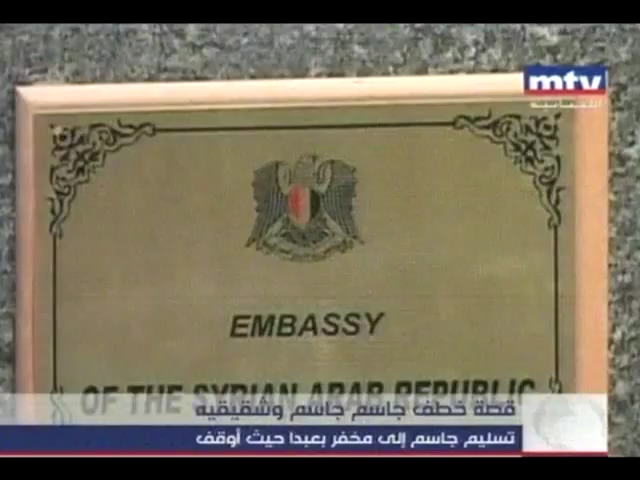 mtv
اللبنانية
EMBASSY
OF THE SYRIAN ARAB REPUBLIC
قصة خطف جاسم جاسم وشقيقيه
تسليم جاسم إلى مخفر بعبدا حيث أوقف